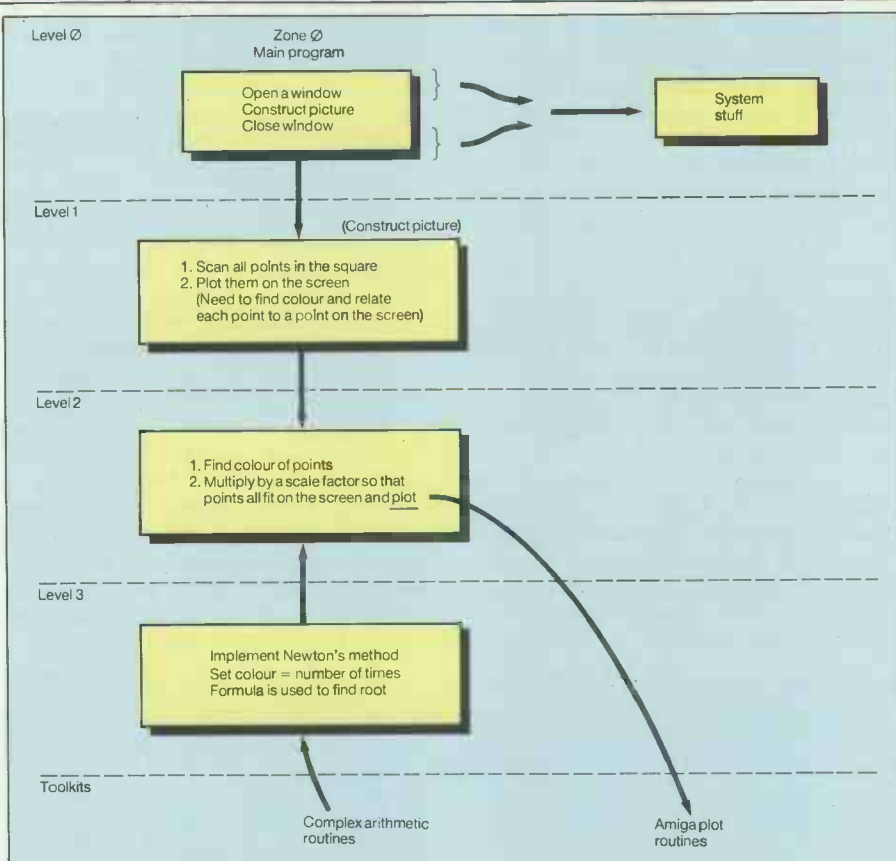 Level Ø
Zone Ø
Main program
Open a window
Construct picture
Close window
System
stuff
Level 1
(Construct picture)
1. Scan all points in the square
2. Plot them on the screen
(Need to find colour and relate
each point to a point on the screen)
Level 2
1. Find colour of points
2. Multiply by a scale factor so that
points all fit on the screen and plot
Level 3
Implement Newton's method
Set colour = number of times
Formula is used to find root
Toolkits
Complex arithmetic
routines
Amiga plot
routines